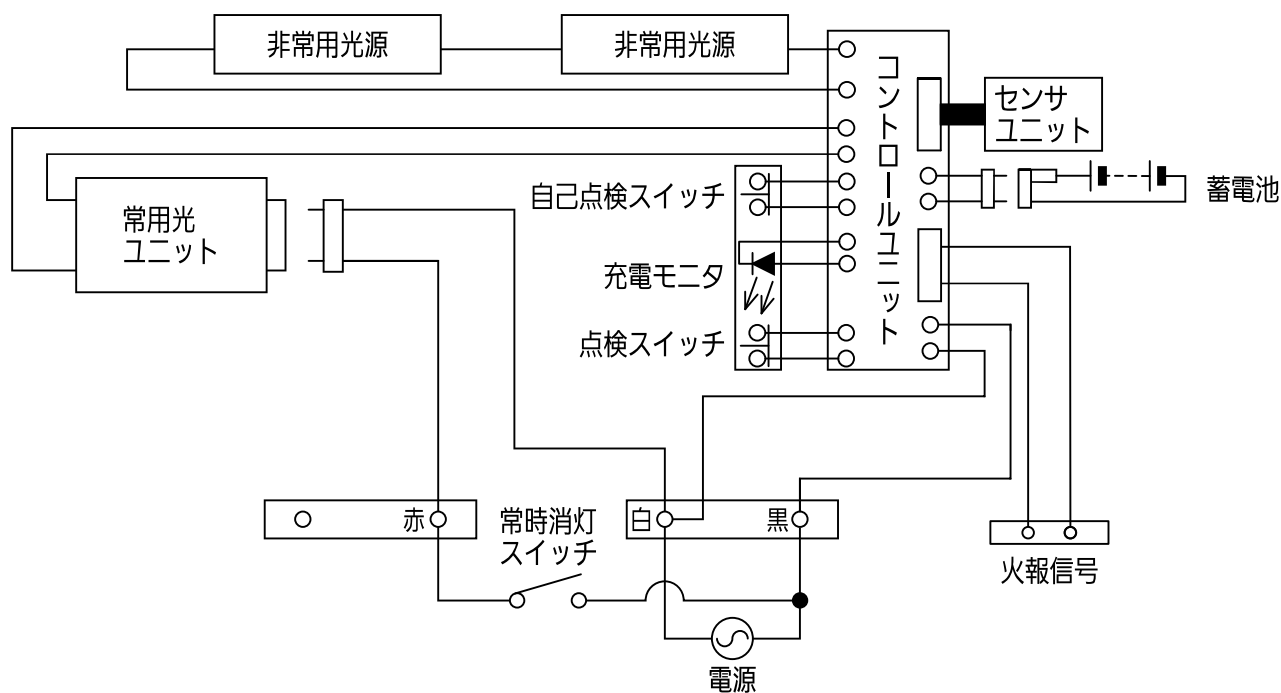 非常用光源
非常用光源
コントロールユニット
センサ
ユニット
自己点検スイッチ
蓄電池
常用光
ユニット
充電モニタ
点検スイッチ
赤
常時消灯
スイッチ
白
黒
火報信号
電源